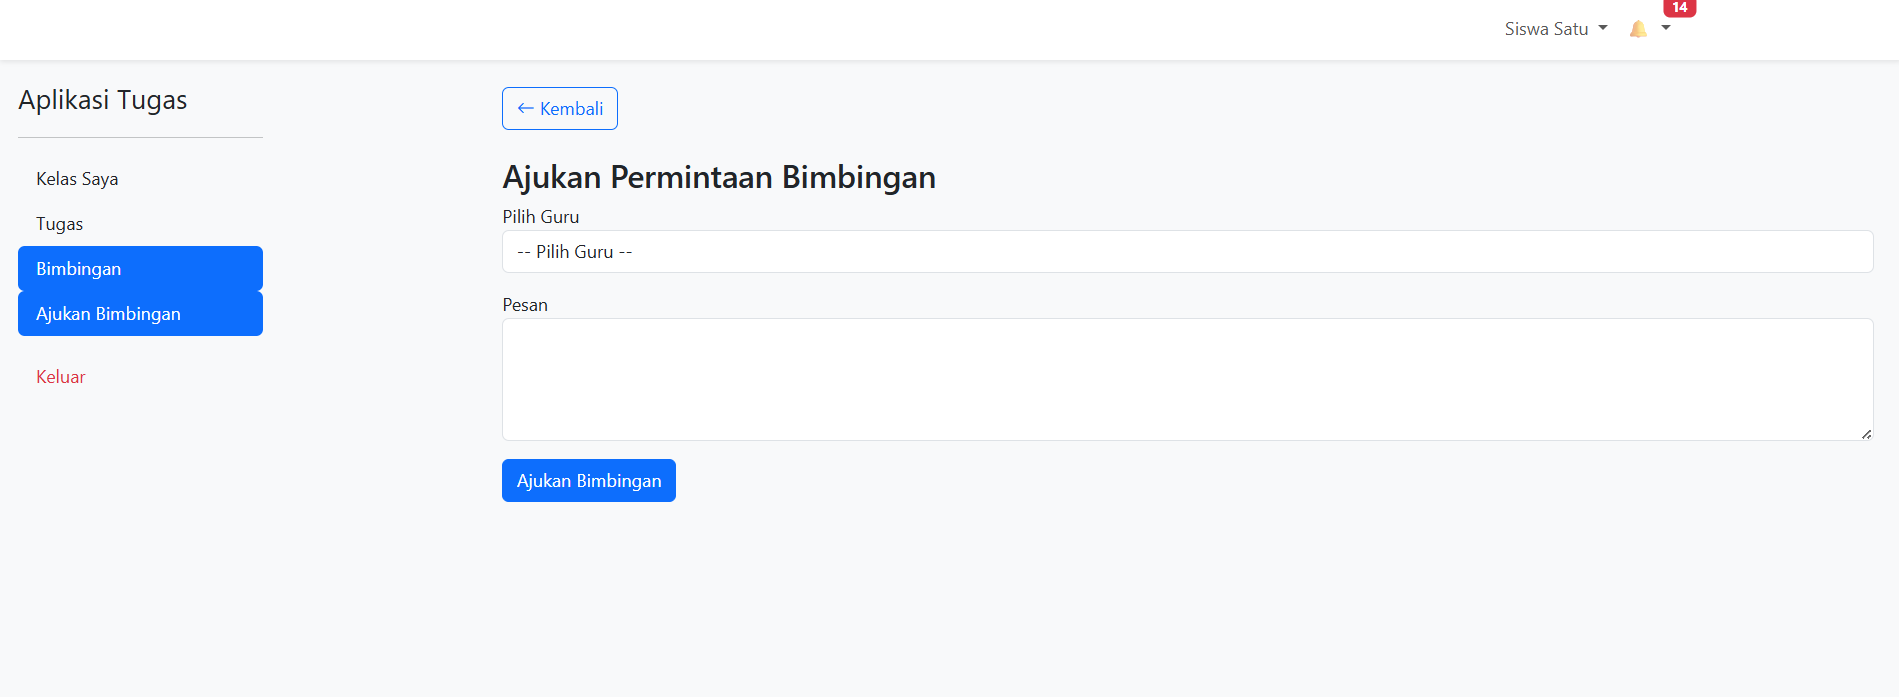 Siswa Satu 14
Aplikasi Tugas
Kelas Saya
Tugas
Bimbingan
Ajukan Bimbingan
Keluar
← Kembali
Ajukan Permintaan Bimbingan
Pilih Guru
-- Pilih Guru --
Pesan
Ajukan Bimbingan